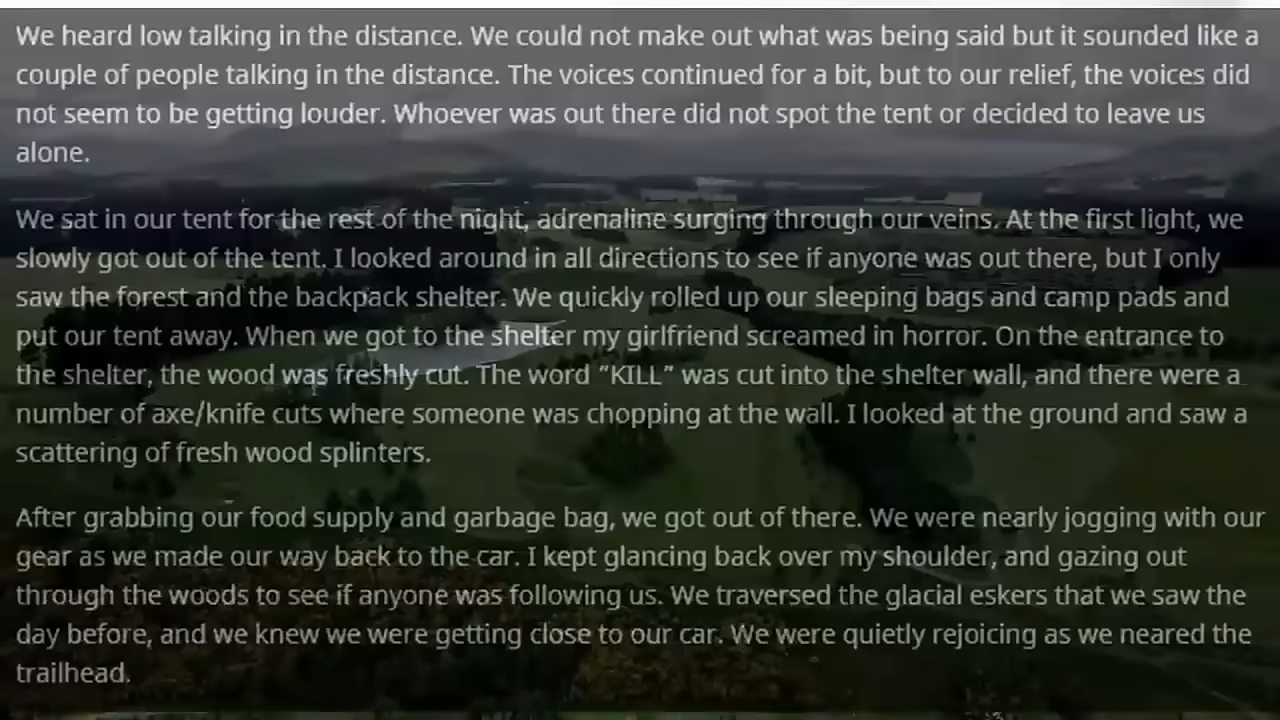 We heard low talking in the distance. We could not make out what was being said but it sounded like a
couple of people talking in the distance. The voices continued for a bit, but to our relief, the voices did
not seem to be getting louder. Whoever was out there did not spot the tent or decided to leave us
alone.
We sat in our tent for the rest of the night, adrenaline surging through our veins. At the first light, we
slowly got out of the tent. I looked around in all directions to see if anyone was out there, but I only
saw the forest and the backpack shelter. We quickly rolled up our sleeping bags and camp pads and
put our tent away. When we got to the shelter my girlfriend screamed in horror. On the entrance to
the shelter, the wood was freshly cut. The word “KILL” was cut into the shelter wall, and there were a
number of axe/knife cuts where someone was chopping at the wall. I looked at the ground and saw a
scattering of fresh wood splinters.
After grabbing our food supply and garbage bag, we got out of there. We were nearly jogging with our
gear as we made our way back to the car. I kept glancing back over my shoulder, and gazing out
through the woods to see if anyone was following us. We traversed the glacial eskers that we saw the
day before, and we knew we were getting close to our car. We were quietly rejoicing as we neared the
trailhead.